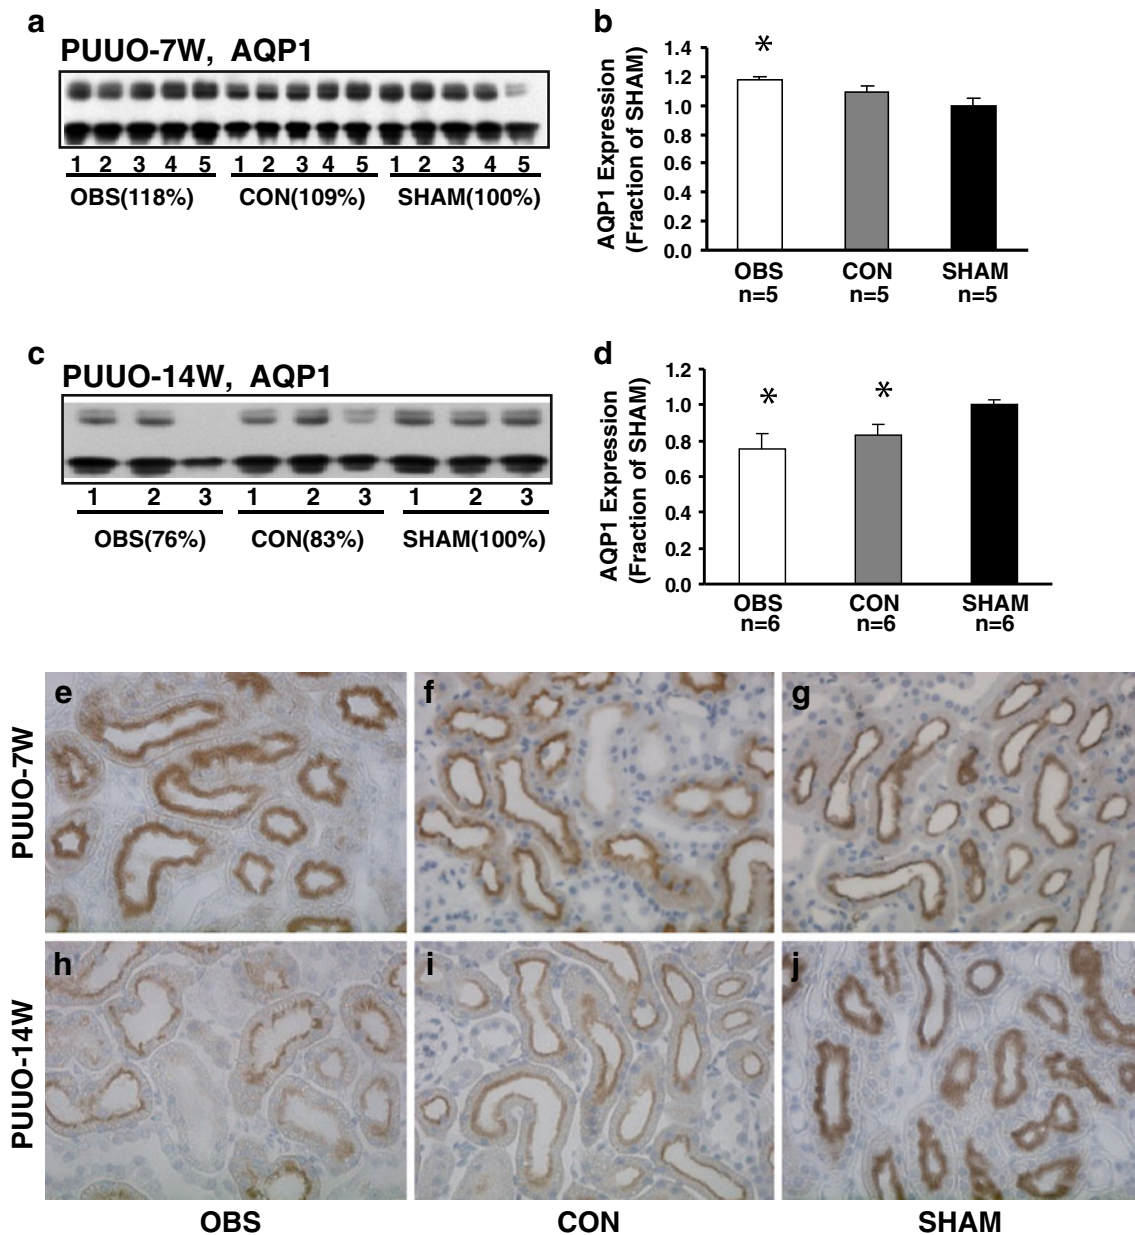 a
PUUO-7W, AQP1
1 2 3 4 5 1 2 3 4 5 1 2 3 4 5
OBS(118%) CON(109%) SHAM(100%)
b
AQP1 Expression
(Fraction of SHAM)
1.4
1.2
1.0
0.8
0.6
0.4
0.2
0.0
*
OBS CON SHAM
n=5 n=5 n=5
c
PUUO-14W, AQP1
1 2 3 1 2 3 1 2 3
OBS(76%) CON(83%) SHAM(100%)
d
AQP1 Expression
(Fraction of SHAM)
1.2
1.0
0.8
0.6
0.4
0.2
0.0
* *
OBS CON SHAM
n=6 n=6 n=6
PUUO-7W
e f g
PUUO-14W
h i j
OBS CON SHAM